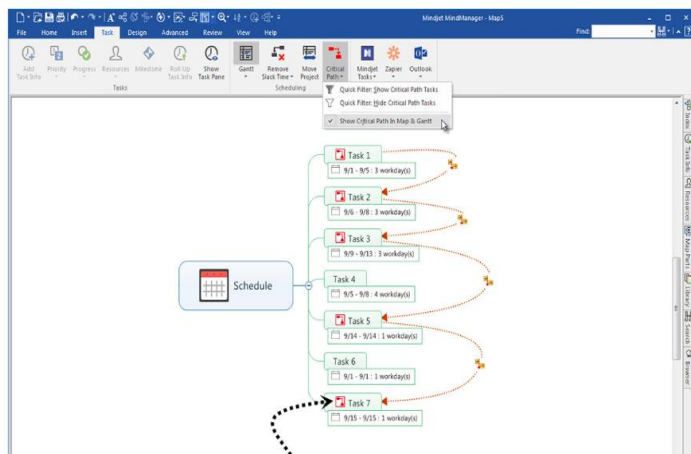 Mindjet MindManager - Map5
File Home Insert Task Design Advanced Review View Help Find:
Add Task Info Priority Progress Resources Milestone Roll Up Task Info Show Task Pane Gantt Remove Slack Time Move Project Critical Path Mindjet Tasks Zapier Outlook
Tasks Scheduling
Quick Filter: Show Critical Path Tasks
Quick Filter: Hide Critical Path Tasks
Show Critical Path In Map & Gantt
Task 1
9/1 - 9/5 : 3 workday(s)
Task 2
9/6 - 9/8 : 3 workday(s)
Task 3
9/9 - 9/13 : 3 workday(s)
Schedule
Task 4
9/5 - 9/8 : 4 workday(s)
Task 5
9/14 - 9/14 : 1 workday(s)
Task 6
9/1 - 9/1 : 1 workday(s)
Task 7
9/15 - 9/15 : 1 workday(s)
Index
Task Info
Resources
Map Parts
Library
Search
Browser